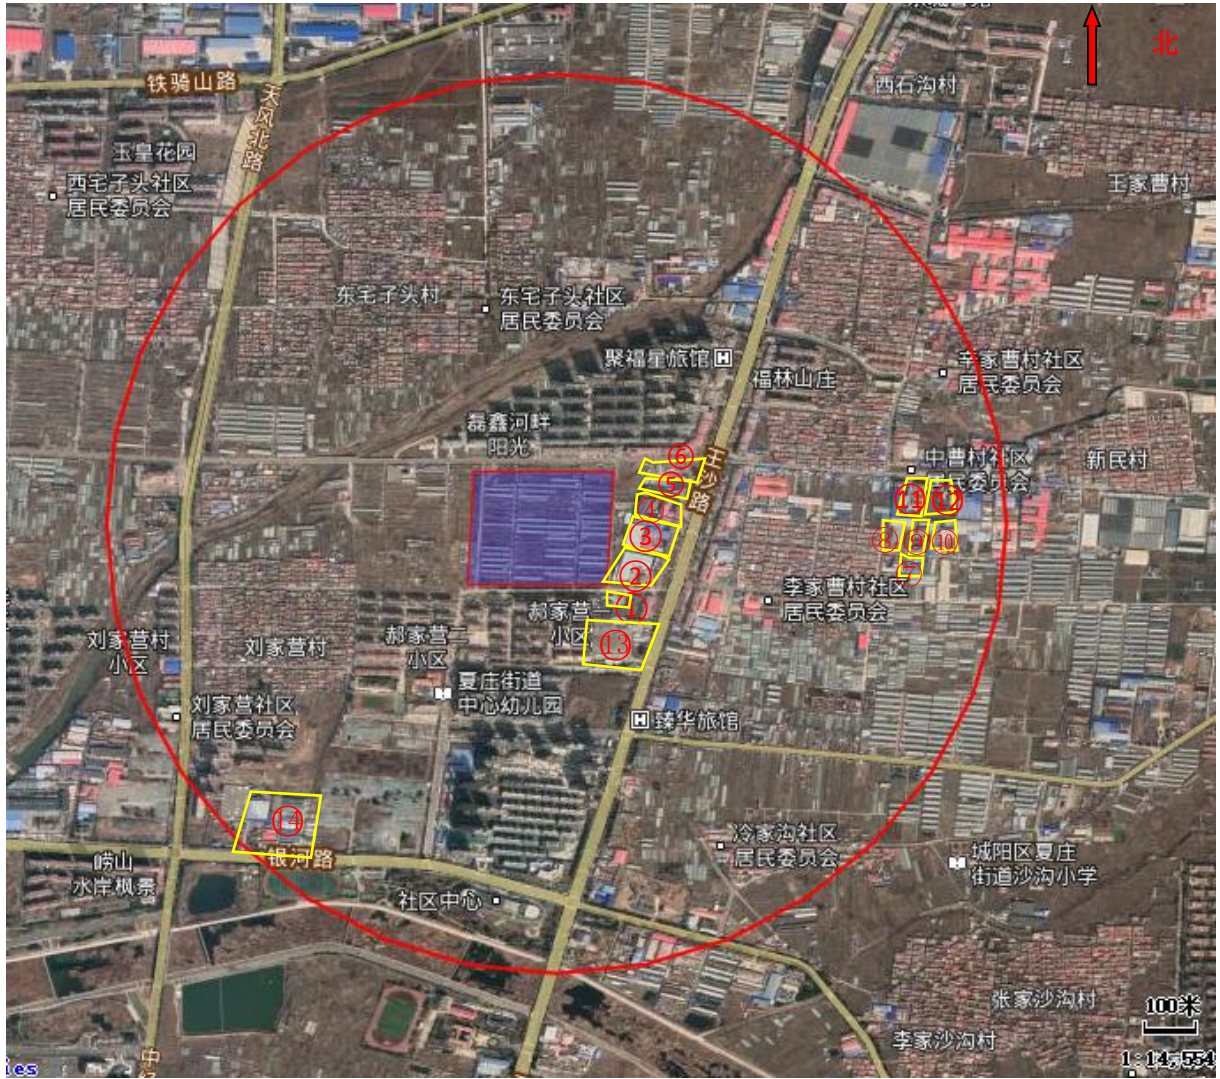 北
西石沟村
铁骑山路
天风北路
玉皇花园
西宅子头社区
居民委员会
王家曹村
东宅子头村
东宅子头社区
居民委员会
聚福星旅馆
H
福林山庄
辛家曹村社区
居民委员会
磊鑫河畔
阳光
王沙路
⑥
⑤
④
③
②
①
⑬
中曹村社区
居民委员会
新民村
⑪
⑫
⑧
⑨
⑩
⑦
李家曹村社区
居民委员会
郝家营一
小区
郝家营二
小区
刘家营村
小区
刘家营村
夏庄街道
中心幼儿园
刘家营社区
居民委员会
H
臻华旅馆
⑭
银河路
冷家沟社区
居民委员会
城阳区夏庄
街道沙沟小学
崂山
水岸枫景
社区中心
张家沙沟村
李家沙沟村
100米
1:14,554
ies